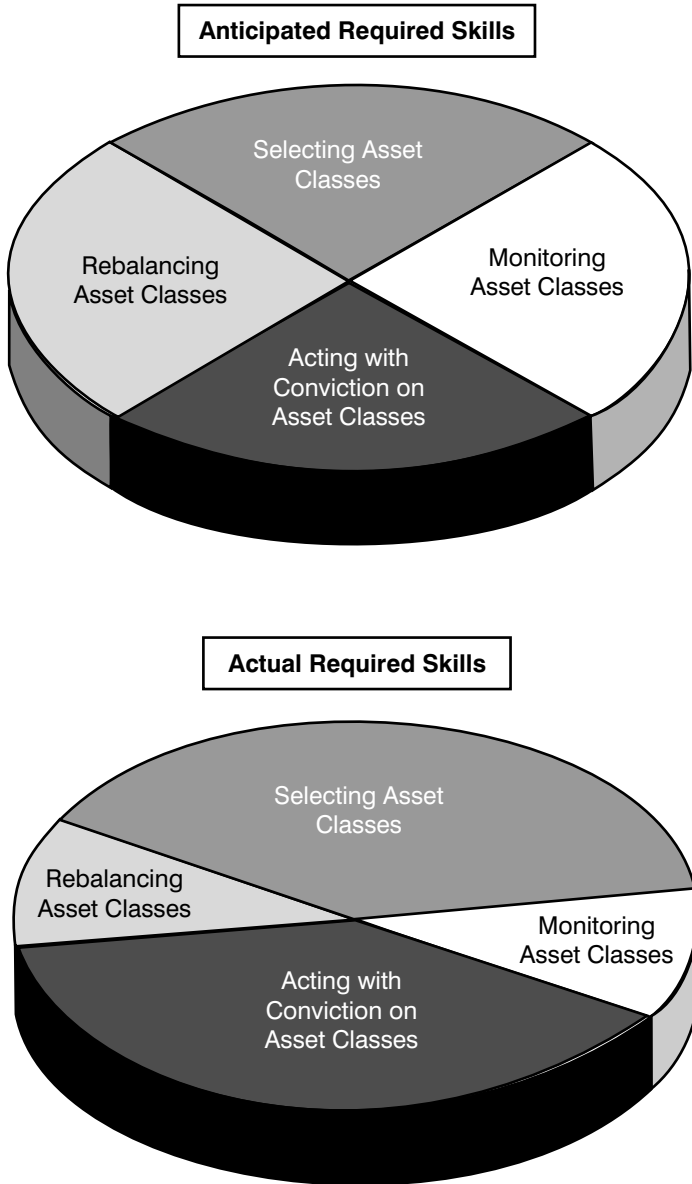 Anticipated Required Skills
Selecting Asset
Classes
Rebalancing
Asset Classes
Monitoring
Asset Classes
Acting with
Conviction on
Asset Classes
Actual Required Skills
Selecting Asset
Classes
Rebalancing
Asset Classes
Monitoring
Asset Classes
Acting with
Conviction on
Asset Classes